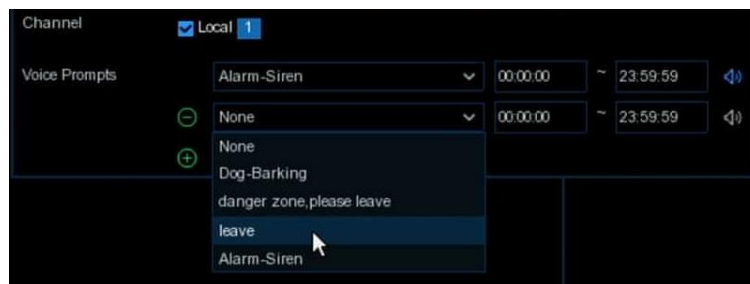 Channel Local 1
Voice Prompts Alarm-Siren 00:00:00 ~ 23:59:59
None 00:00:00 ~ 23:59:59
None
Dog-Barking
danger zone,please leave
leave
Alarm-Siren